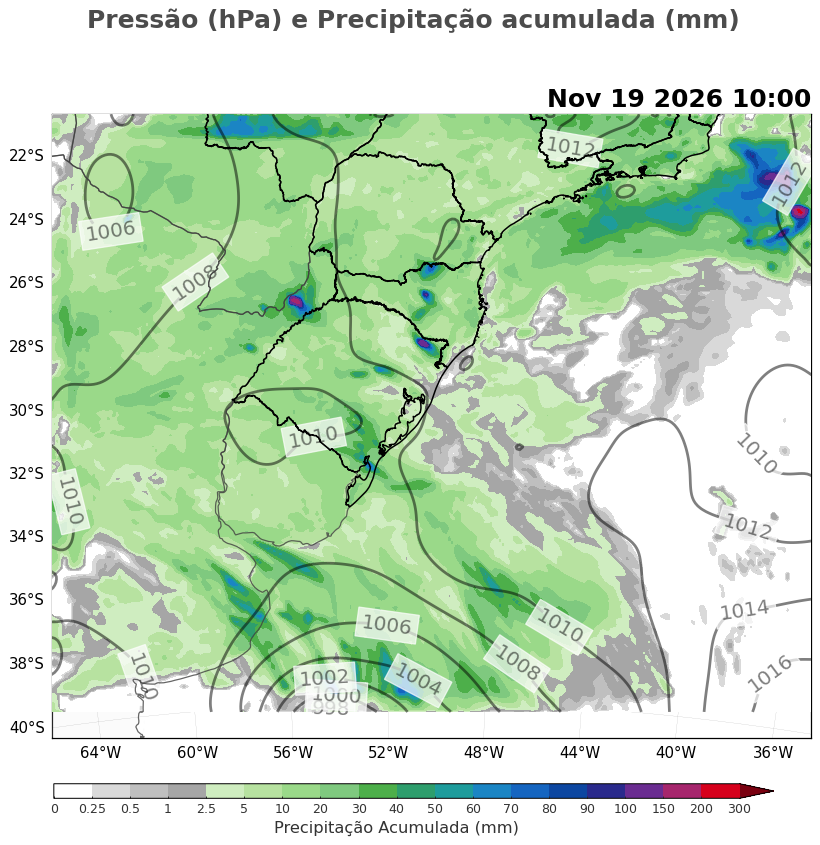 Pressão (hPa) e Precipitação acumulada (mm)
Nov 19 2026 10:00
22°S
24°S
26°S
28°S
30°S
32°S
34°S
36°S
38°S
40°S
1012
1012
1006
1008
1010
1010
1010
1012
1014
1016
1010
1006
1010
1008
1004
1002
1000
998
64°W 60°W 56°W 52°W 48°W 44°W 40°W 36°W
0 0.25 0.5 1 2.5 5 10 20 30 40 50 60 70 80 90 100 150 200 300
Precipitação Acumulada (mm)